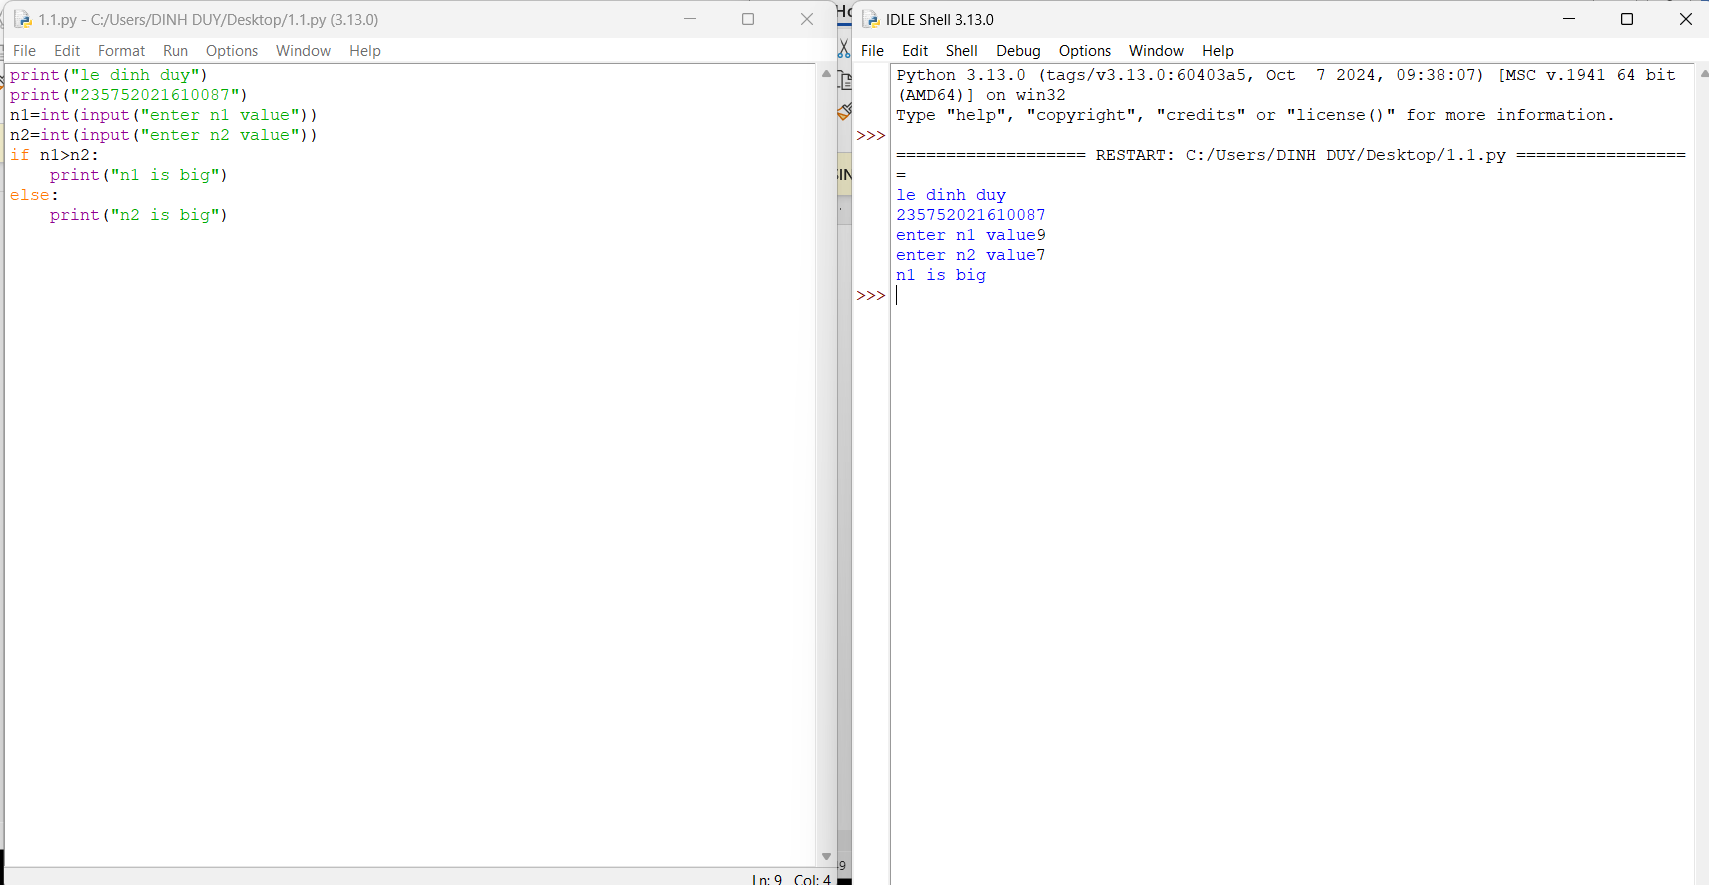 1.1.py - C:/Users/DINH DUY/Desktop/1.1.py (3.13.0)
File Edit Format Run Options Window Help
print("le dinh duy")
print("235752021610087")
n1=int(input("enter n1 value"))
n2=int(input("enter n2 value"))
if n1>n2:
    print("n1 is big")
else:
    print("n2 is big")
Ln: 9 Col: 4
IDLE Shell 3.13.0
File Edit Shell Debug Options Window Help
Python 3.13.0 (tags/v3.13.0:60403a5, Oct  7 2024, 09:38:07) [MSC v.1941 64 bit
(AMD64)] on win32
Type "help", "copyright", "credits" or "license()" for more information.
>>>
=================== RESTART: C:/Users/DINH DUY/Desktop/1.1.py =================
=
le dinh duy
235752021610087
enter n1 value9
enter n2 value7
n1 is big
>>>